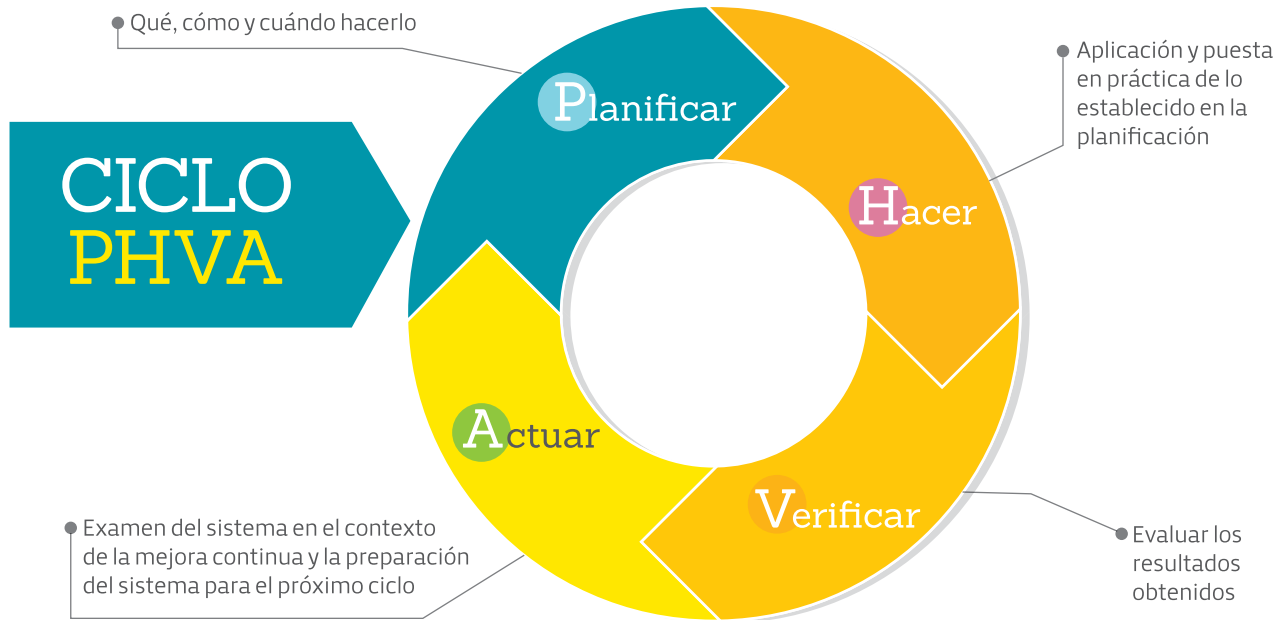 Qué, cómo y cuándo hacerlo
CICLO
PHVA
Planificar
Hacer
Aplicación y puesta
en práctica de lo
establecido en la
planificación
Verificar
Evaluar los
resultados
obtenidos
Actuar
Examen del sistema en el contexto
de la mejora continua y la preparación
del sistema para el próximo ciclo